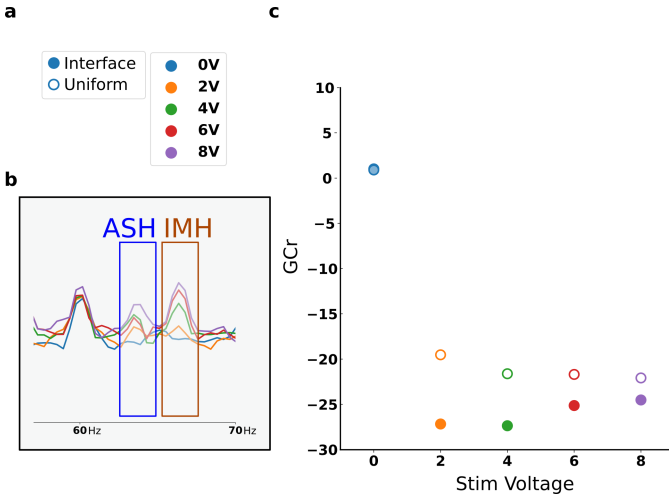 a
Interface
Uniform
0V
2V
4V
6V
8V
b
ASH IMH
60Hz 70Hz
c
GCr
10
5
0
−5
−10
−15
−20
−25
−30
0 2 4 6 8
Stim Voltage